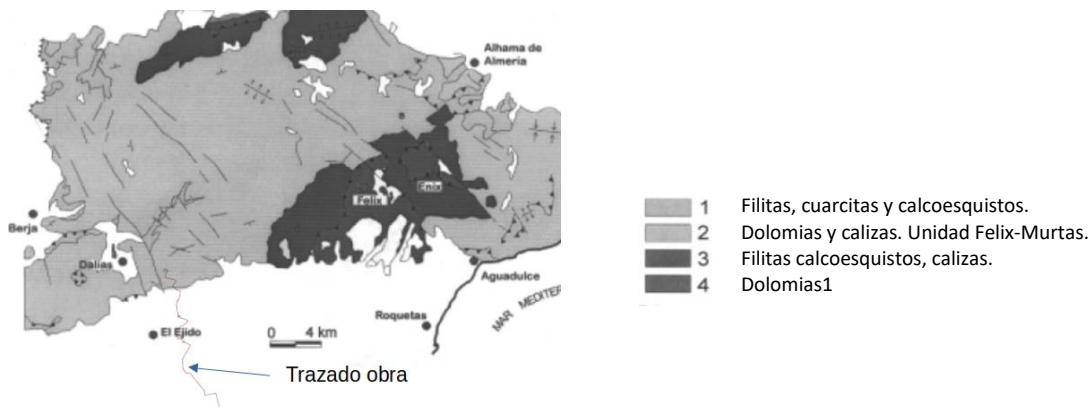 Alhama de
Almería
Felix
Enix
Berja
Dalías
Aguadulce
MAR MEDITER
Roquetas
El Ejido
0 4 km
Trazado obra
1 Filitas, cuarcitas y calcoesquistos.
2 Dolomias y calizas. Unidad Felix-Murtas.
3 Filitas calcoesquistos, calizas.
4 Dolomias1